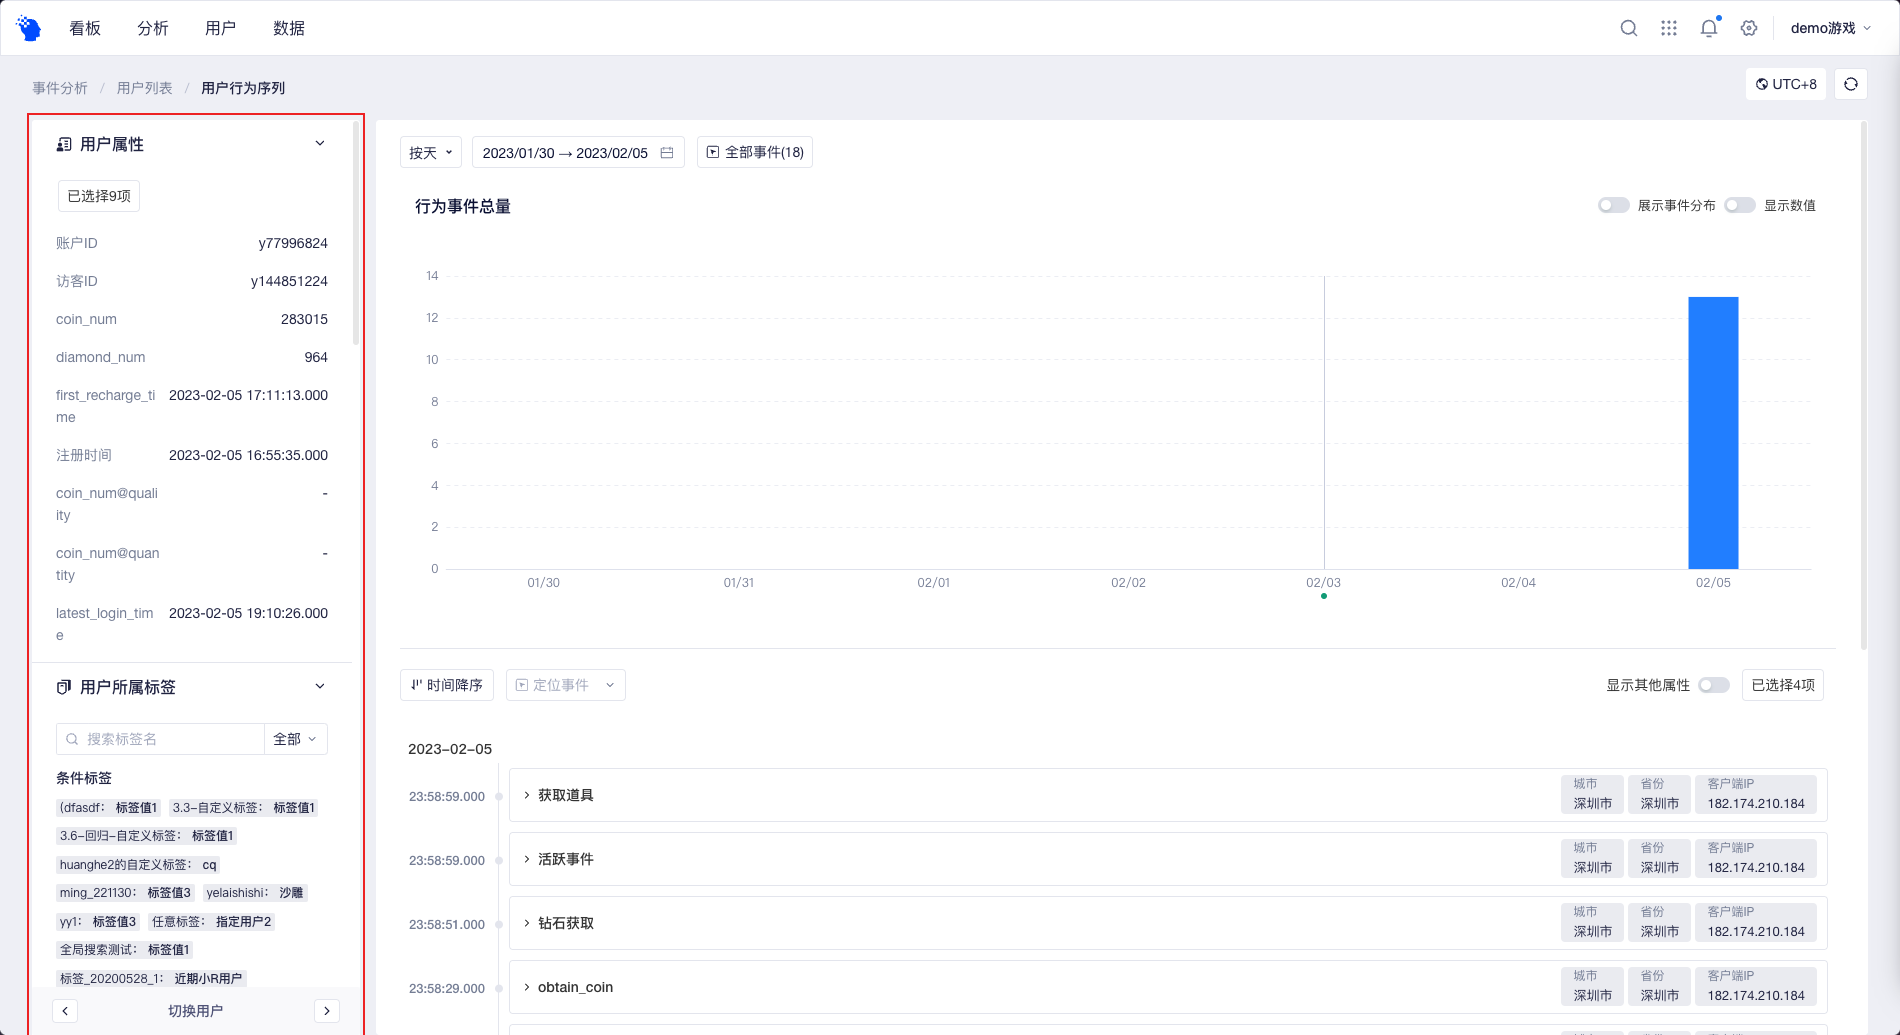 看板 分析 用户 数据 demo游戏
事件分析 / 用户列表 / 用户行为序列 UTC+8
用户属性
已选择9项
账户ID y77996824
访客ID y144851224
coin_num 283015
diamond_num 964
first_recharge_ti 2023-02-05 17:11:13.000
me
注册时间 2023-02-05 16:55:35.000
coin_num@quali -
ity
coin_num@quan -
tity
latest_login_tim 2023-02-05 19:10:26.000
e
用户所属标签
搜索标签名 全部
条件标签
(dfasdf： 标签值1 3.3-自定义标签： 标签值1
3.6-回归-自定义标签： 标签值1
huanghe2的自定义标签： cq
ming_221130： 标签值3 yelaishishi： 沙雕
yy1： 标签值3 任意标签： 指定用户2
全局搜索测试： 标签值1
标签_20200528_1： 近期小R用户
切换用户
按天 2023/01/30 → 2023/02/05 全部事件(18)
行为事件总量 展示事件分布 显示数值
14
12
10
8
6
4
2
0
01/30 01/31 02/01 02/02 02/03 02/04 02/05
时间降序 定位事件 显示其他属性 已选择4项
2023-02-05
23:58:59.000 获取道具
城市 省份 客户端IP
深圳市 深圳市 182.174.210.184
23:58:59.000 活跃事件
城市 省份 客户端IP
深圳市 深圳市 182.174.210.184
23:58:51.000 钻石获取
城市 省份 客户端IP
深圳市 深圳市 182.174.210.184
23:58:29.000 obtain_coin
城市 省份 客户端IP
深圳市 深圳市 182.174.210.184